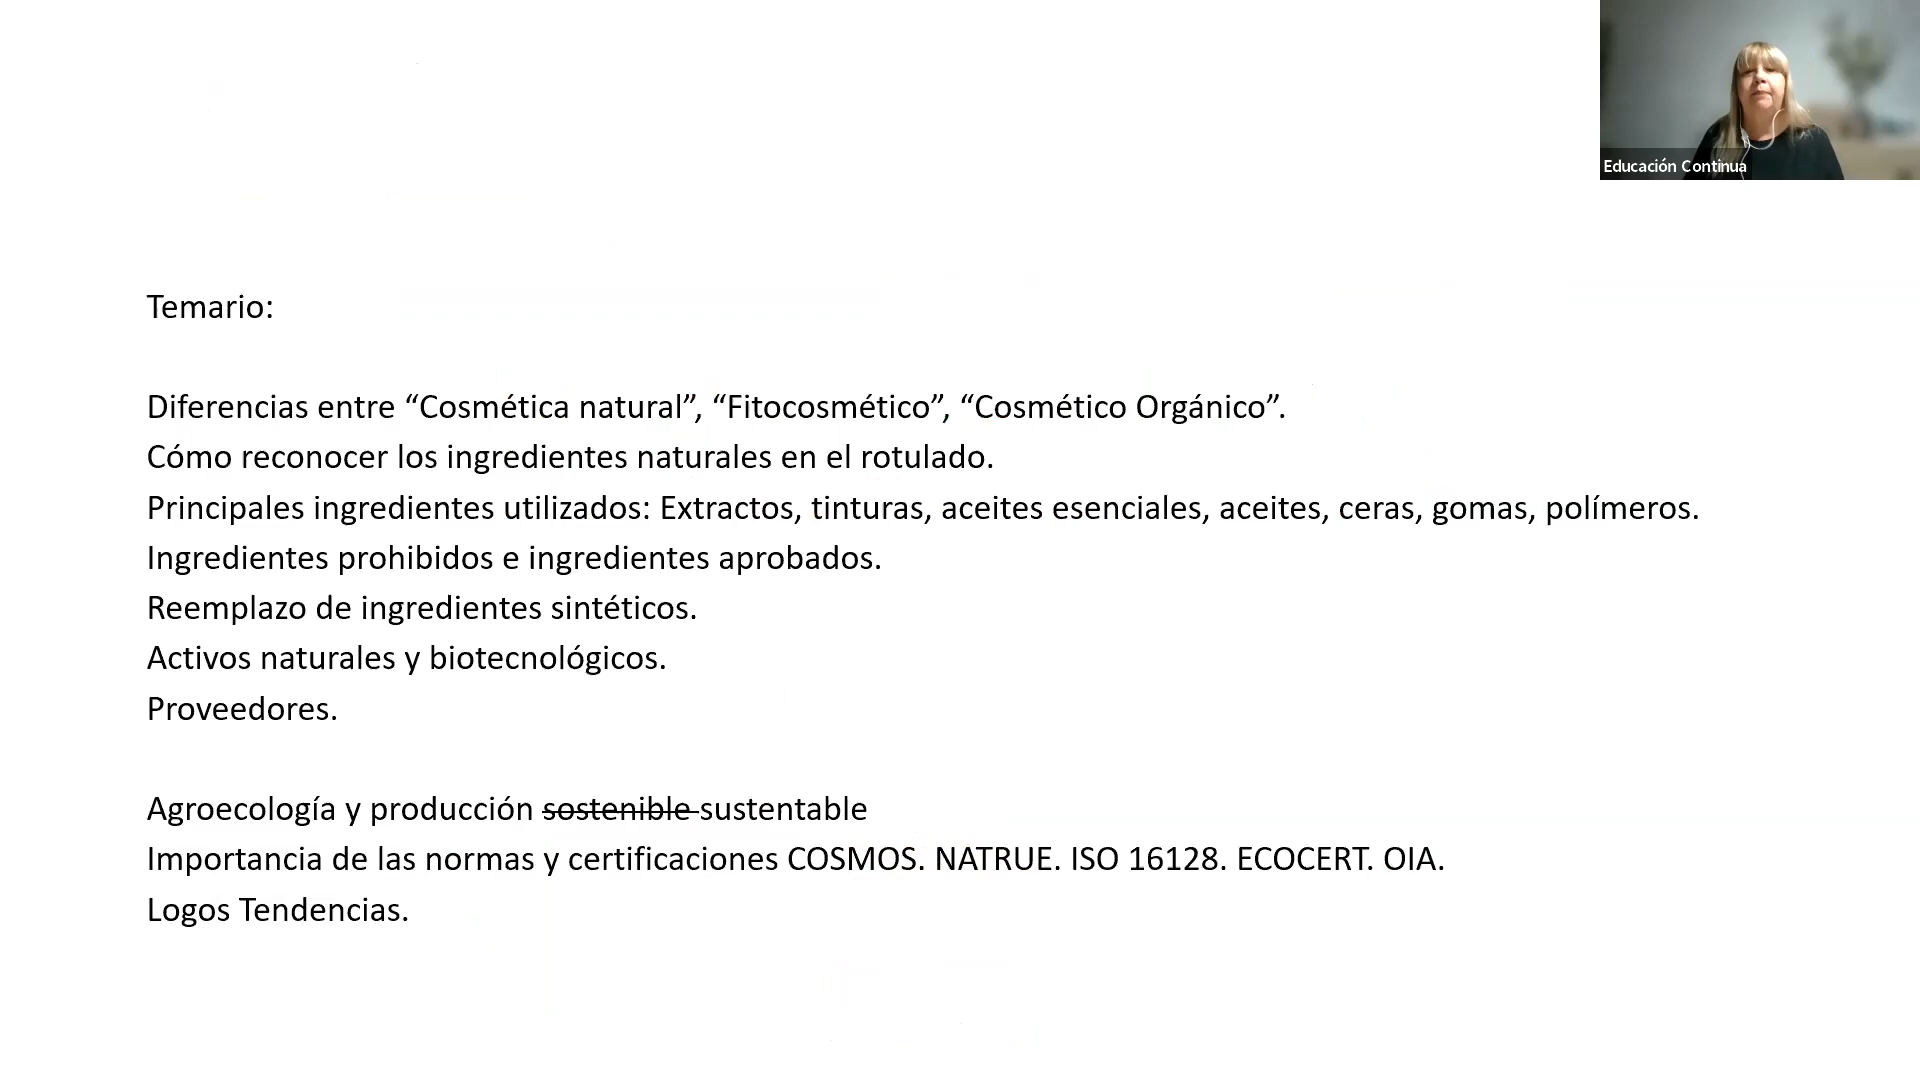 Educación Continua
Temario:
Diferencias entre “Cosmética natural”, “Fitocosmético”, “Cosmético Orgánico”.
Cómo reconocer los ingredientes naturales en el rotulado.
Principales ingredientes utilizados: Extractos, tinturas, aceites esenciales, aceites, ceras, gomas, polímeros.
Ingredientes prohibidos e ingredientes aprobados.
Reemplazo de ingredientes sintéticos.
Activos naturales y biotecnológicos.
Proveedores.
Agroecología y producción sostenible sustentable
Importancia de las normas y certificaciones COSMOS. NATRUE. ISO 16128. ECOCERT. OIA.
Logos Tendencias.